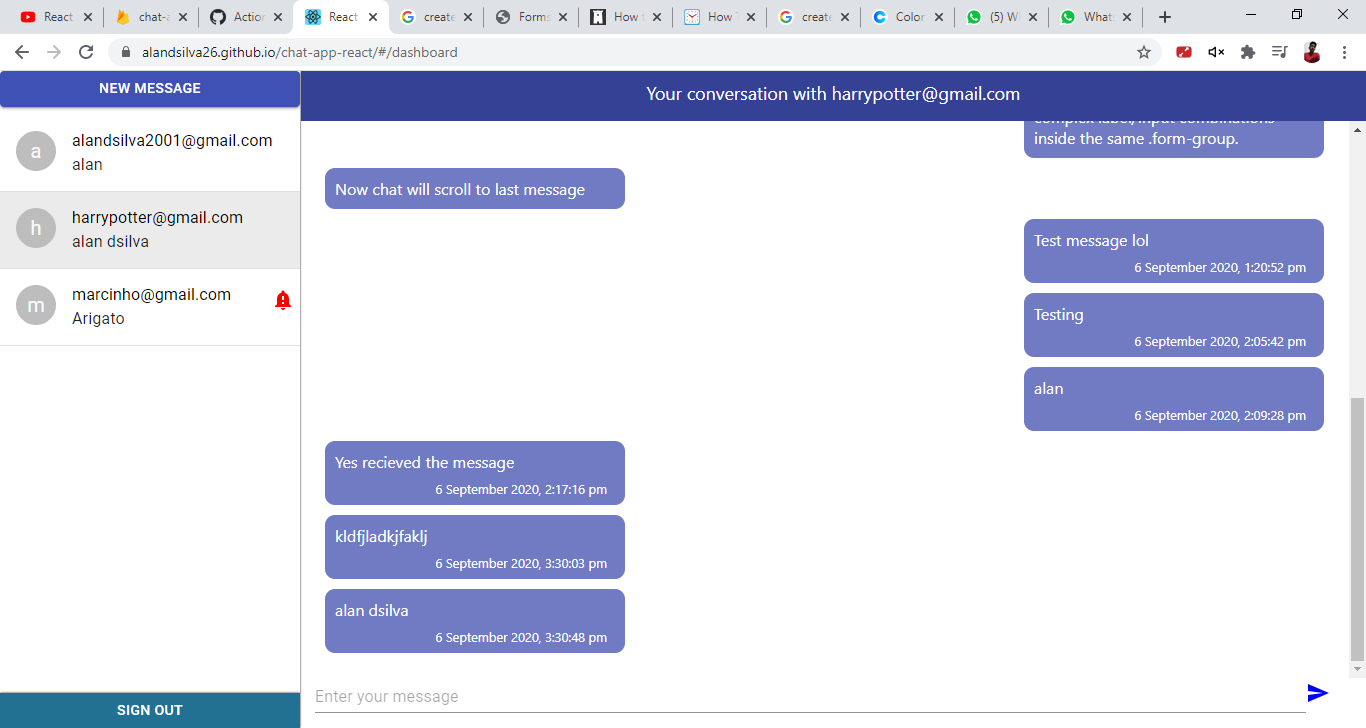 React
chat-a
Action
React
create
Forms
How t
How
create
Color
(5) W
What
alandsilva26.github.io/chat-app-react/#/dashboard
NEW MESSAGE
a
alandsilva2001@gmail.com
alan
h
harrypotter@gmail.com
alan dsilva
m
marcinho@gmail.com
Arigato
SIGN OUT
Your conversation with harrypotter@gmail.com
complex label/input combinations
inside the same .form-group.
Now chat will scroll to last message
Test message lol
6 September 2020, 1:20:52 pm
Testing
6 September 2020, 2:05:42 pm
alan
6 September 2020, 2:09:28 pm
Yes recieved the message
6 September 2020, 2:17:16 pm
kldfjladkjfaklj
6 September 2020, 3:30:03 pm
alan dsilva
6 September 2020, 3:30:48 pm
Enter your message